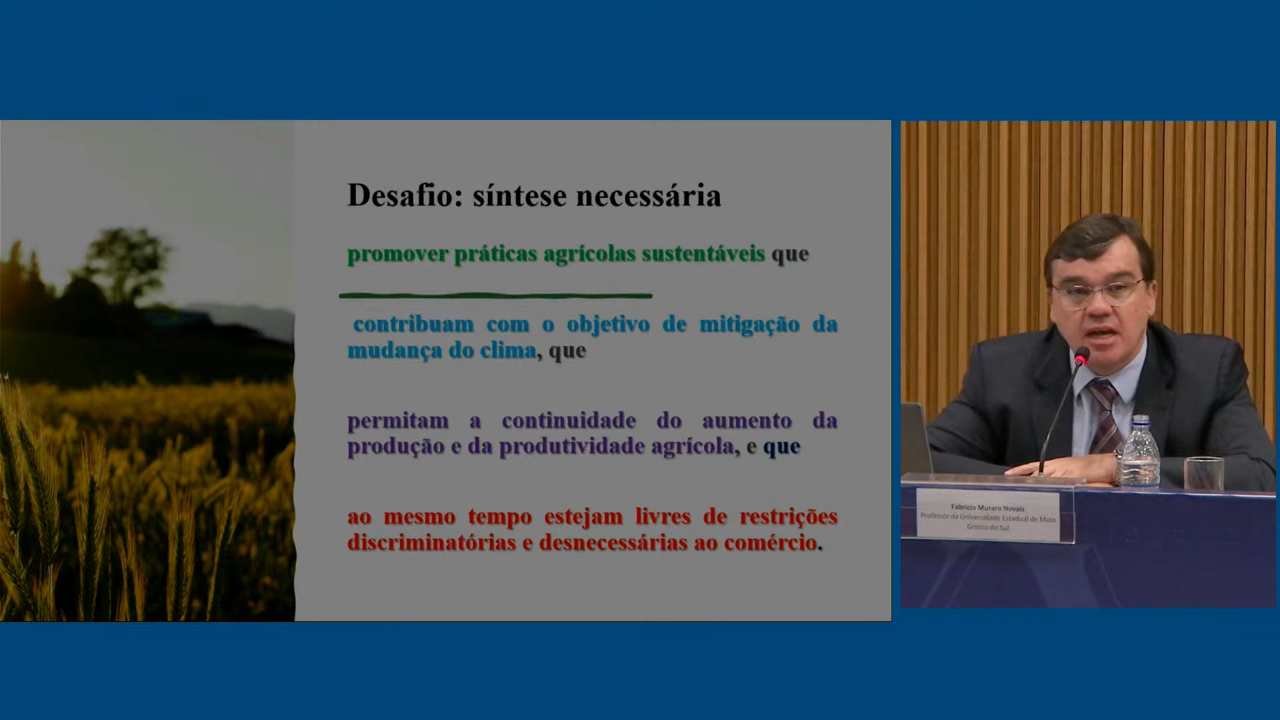 Desafio: síntese necessária
promover práticas agrícolas sustentáveis que
contribuam com o objetivo de mitigação da
mudança do clima, que
permitam a continuidade do aumento da
produção e da produtividade agrícola, e que
ao mesmo tempo estejam livres de restrições
discriminatórias e desnecessárias ao comércio.
Fabricio Muraro Novais
Professor da Universidade Estadual de Mato
Grosso do Sul